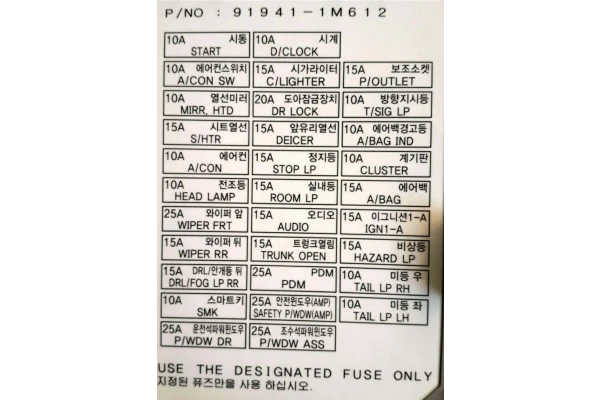 P/NO : 91941-1M612
10A 시동 10A 시계
START D/CLOCK
10A 에어컨스위치 15A 시가라이터 15A 보조소켓
A/CON SW C/LIGHTER P/OUTLET
10A 열선미러 20A 도아잠금장치 10A 방향지시등
MIRR, HTD DR LOCK T/SIG LP
15A 시트열선 15A 앞유리열선 10A 에어백경고등
S/HTR DEICER A/BAG IND
10A 에어컨 15A 정지등 10A 계기판
A/CON STOP LP CLUSTER
10A 전조등 15A 실내등 15A 에어백
HEAD LAMP ROOM LP A/BAG
25A 와이퍼 앞 15A 오디오 15A 이그니션1-A
WIPER FRT AUDIO IGN1-A
15A 와이퍼 뒤 15A 트렁크열림 15A 비상등
WIPER RR TRUNK OPEN HAZARD LP
15A DRL/안개등 뒤 25A PDM 10A 미등 우
DRL/FOG LP RR PDM TAIL LP RH
10A 스마트키 25A 안전윈도우(AMP) 10A 미등 좌
SMK SAFETY P/WDW(AMP) TAIL LP LH
25A 운전석파워윈도우 25A 조수석파워윈도우
P/WDW DR P/WDW ASS
USE THE DESIGNATED FUSE ONLY
지정된 퓨즈만을 사용 하십시오.